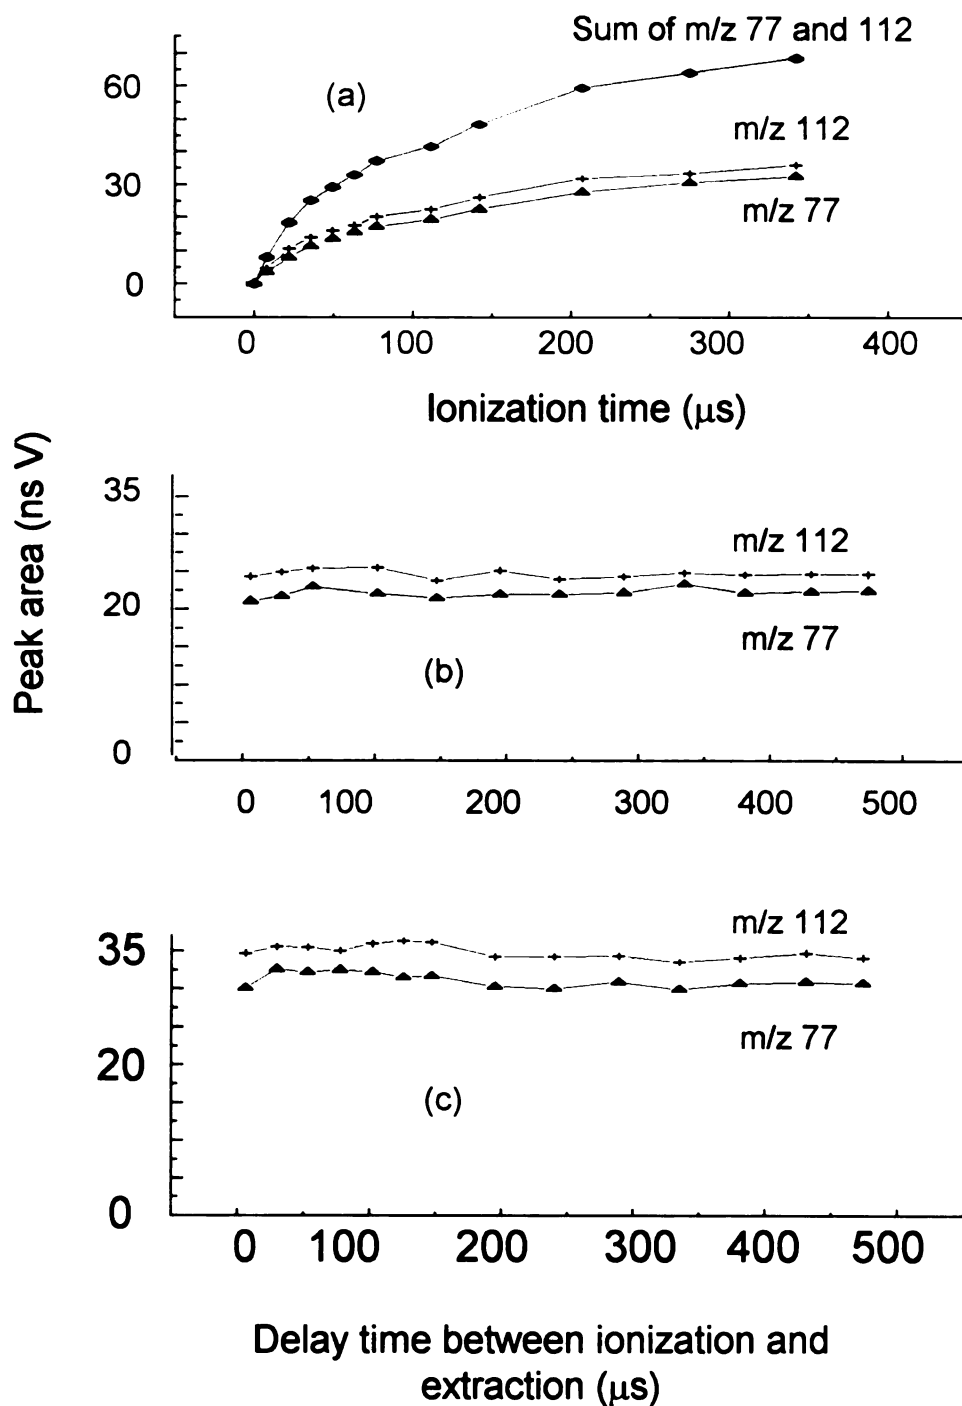 Sum of m/z 77 and 112
60
(a)
m/z 112
30
m/z 77
0
0 100 200 300 400
Ionization time (μs)
Peak area (ns V)
35
m/z 112
20
m/z 77
(b)
0
0 100 200 300 400 500
m/z 112
35
m/z 77
20
(c)
0
0 100 200 300 400 500
Delay time between ionization and
extraction (μs)